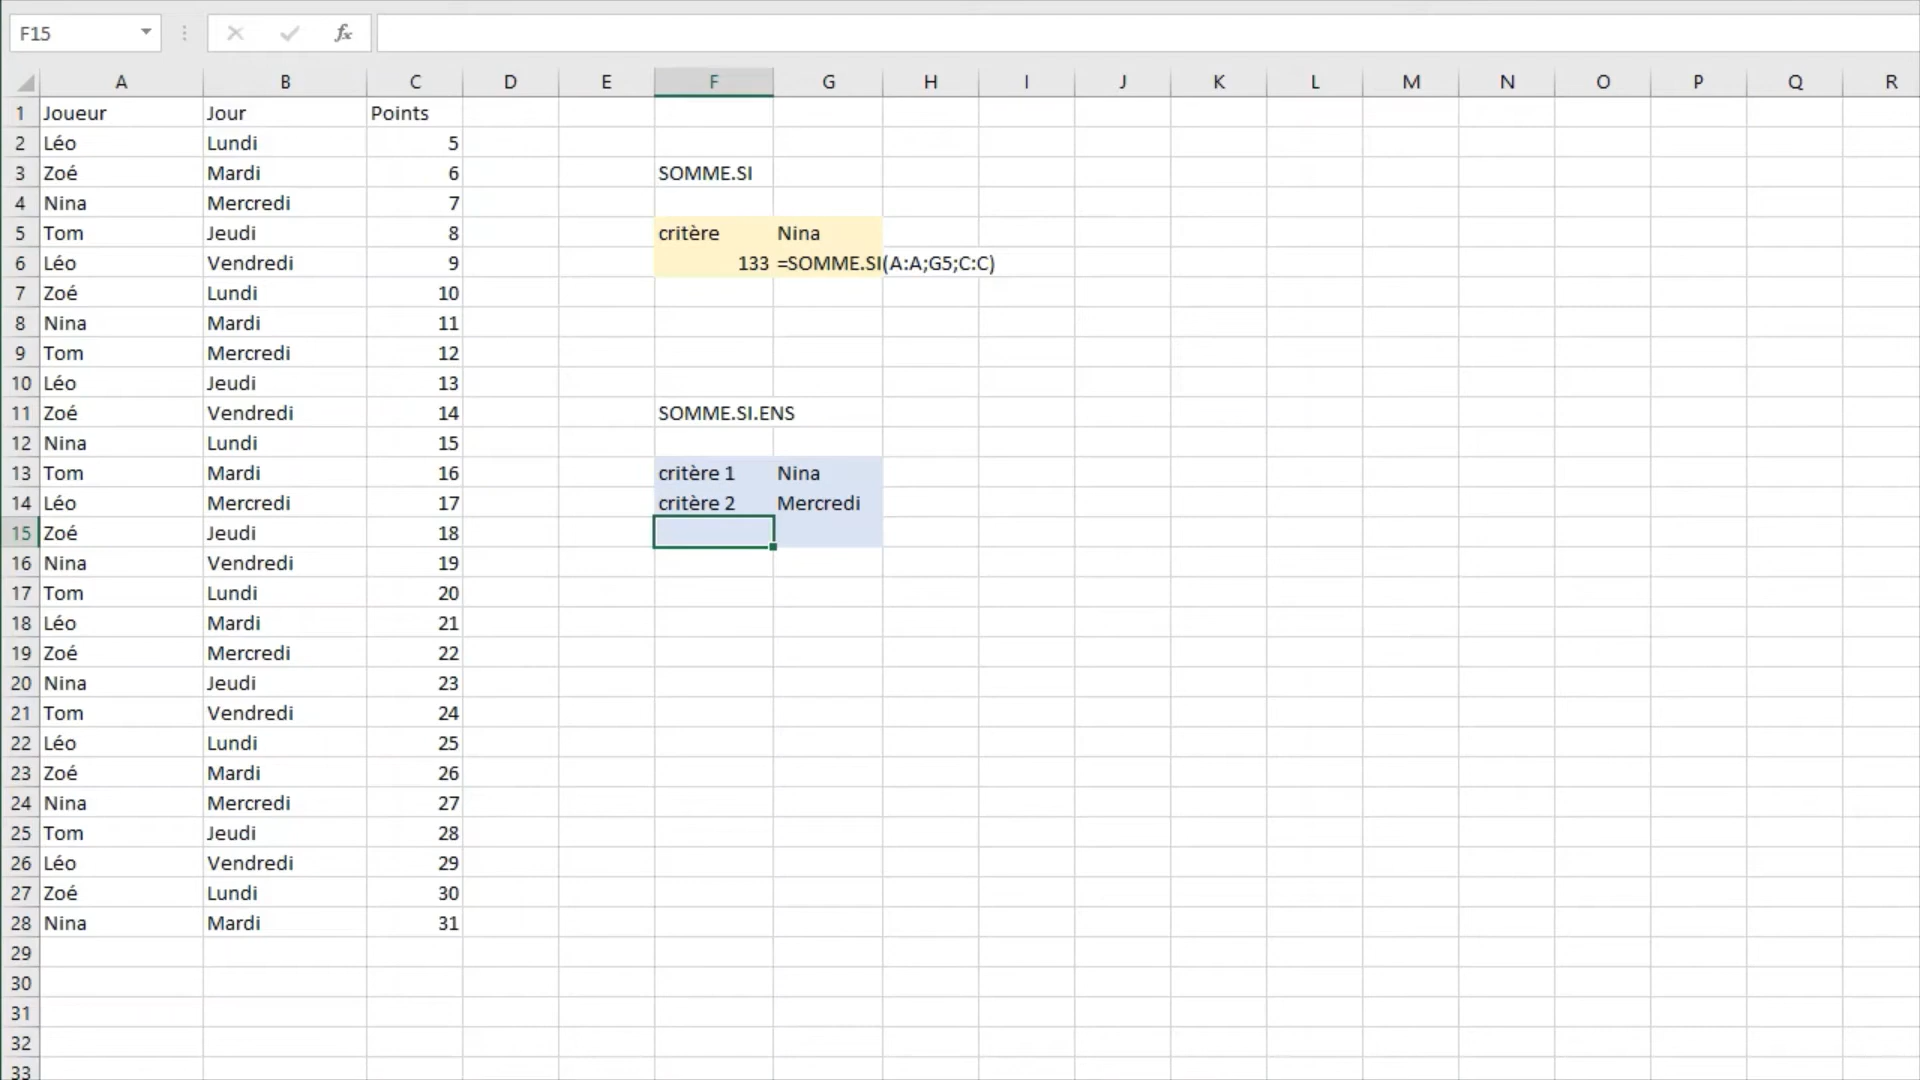 F15 fx
A B C D E F G H I J K L M N O P Q R
1 Joueur Jour Points
2 Léo Lundi 5
3 Zoé Mardi 6 SOMME.SI
4 Nina Mercredi 7
5 Tom Jeudi 8 critère Nina
6 Léo Vendredi 9 133 =SOMME.SI(A:A;G5;C:C)
7 Zoé Lundi 10
8 Nina Mardi 11
9 Tom Mercredi 12
10 Léo Jeudi 13
11 Zoé Vendredi 14 SOMME.SI.ENS
12 Nina Lundi 15
13 Tom Mardi 16 critère 1 Nina
14 Léo Mercredi 17 critère 2 Mercredi
15 Zoé Jeudi 18
16 Nina Vendredi 19
17 Tom Lundi 20
18 Léo Mardi 21
19 Zoé Mercredi 22
20 Nina Jeudi 23
21 Tom Vendredi 24
22 Léo Lundi 25
23 Zoé Mardi 26
24 Nina Mercredi 27
25 Tom Jeudi 28
26 Léo Vendredi 29
27 Zoé Lundi 30
28 Nina Mardi 31
29
30
31
32
33